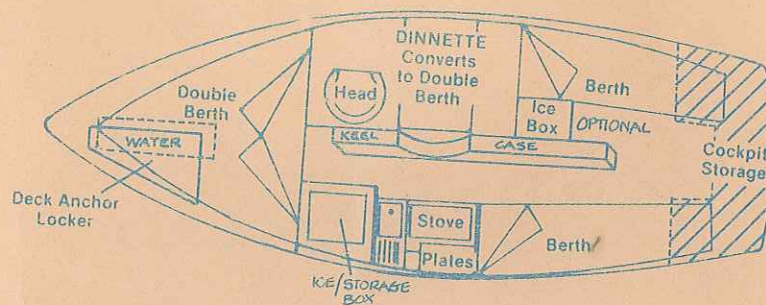 DINNETTE
Converts
to Double
Berth
Double
Berth
Head
Berth
Ice
Box
OPTIONAL
KEEL CASE
WATER
Cockpit
Storage
Deck Anchor
Locker
Stove
Plates
Berth
ICE/STORAGE
BOX